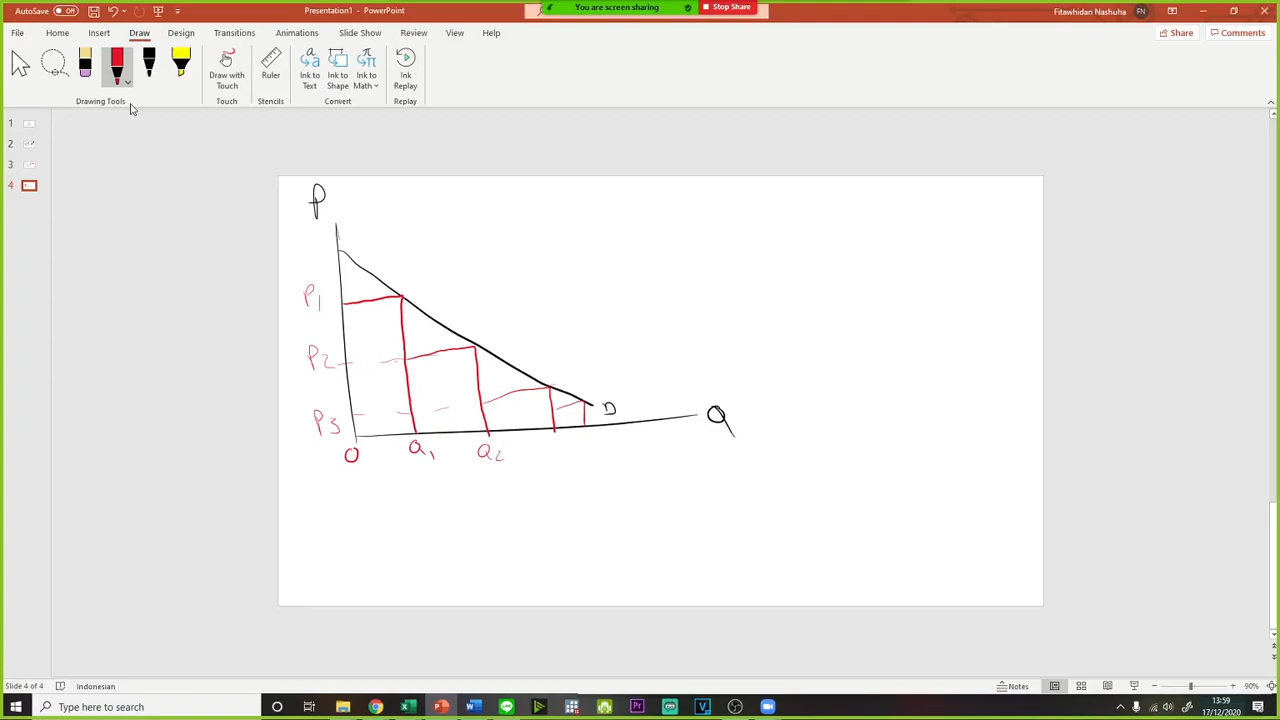 AutoSave Off
Presentation1 - PowerPoint
You are screen sharing
Stop Share
Fitawhidan Nashuha
FN
File Home Insert Draw Design Transitions Animations Slide Show Review View Help
Share
Comments
Draw with Touch
Ruler
Ink to Text
Ink to Shape
Ink to Math
Ink Replay
Drawing Tools
Touch
Stencils
Convert
Replay
1
2
3
4
P
P1
P2
P3
D
Q
O
Q1
Q2
Slide 4 of 4
Indonesian
Notes
90%
Type here to search
13:59
17/12/2020